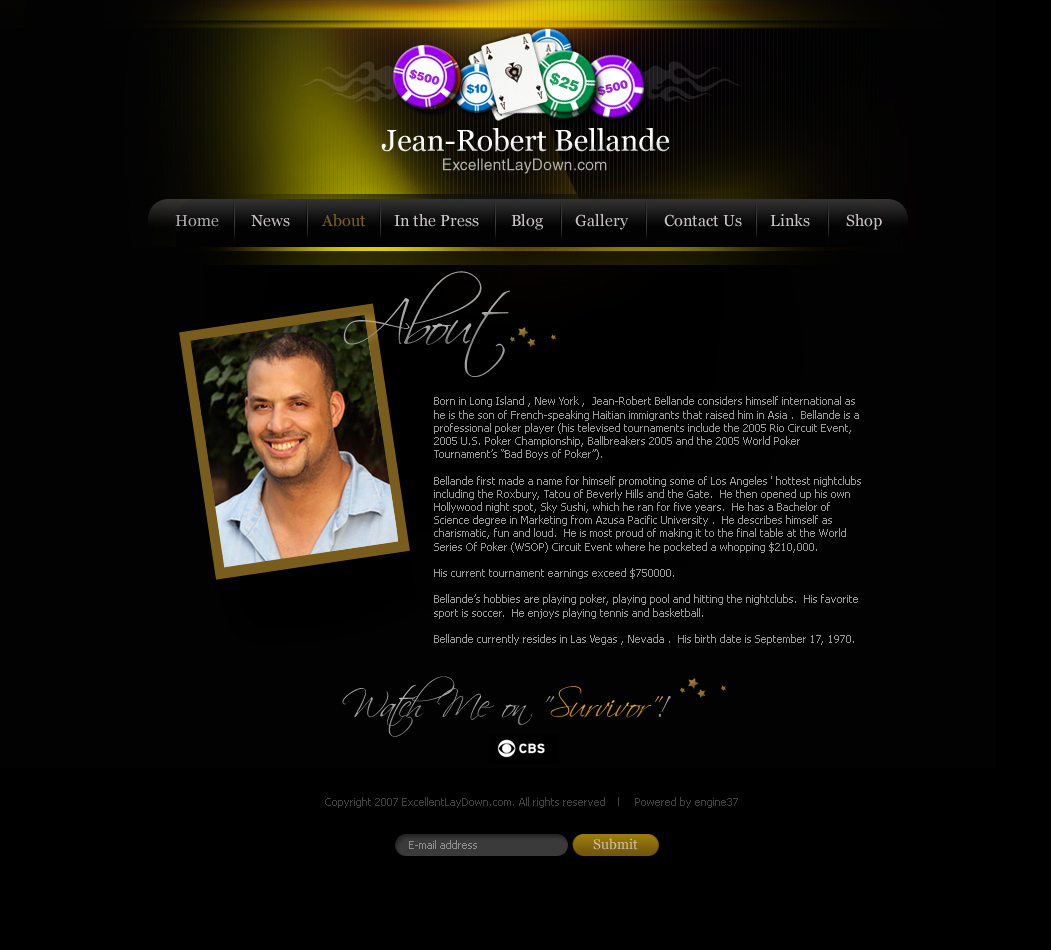 A
A
A
A
$500
$10
$25
$500
Jean-Robert Bellande
ExcellentLayDown.com
Home News About In the Press Blog Gallery Contact Us Links Shop
About
Born in Long Island , New York ,  Jean-Robert Bellande considers himself international as
he is the son of French-speaking Haitian immigrants that raised him in Asia .  Bellande is a
professional poker player (his televised tournaments include the 2005 Rio Circuit Event,
2005 U.S. Poker Championship, Ballbreakers 2005 and the 2005 World Poker
Tournament’s “Bad Boys of Poker”).
Bellande first made a name for himself promoting some of Los Angeles ' hottest nightclubs
including the Roxbury, Tatou of Beverly Hills and the Gate.  He then opened up his own
Hollywood night spot, Sky Sushi, which he ran for five years.  He has a Bachelor of
Science degree in Marketing from Azusa Pacific University .  He describes himself as
charismatic, fun and loud.  He is most proud of making it to the final table at the World
Series Of Poker (WSOP) Circuit Event where he pocketed a whopping $210,000.
His current tournament earnings exceed $750000.
Bellande’s hobbies are playing poker, playing pool and hitting the nightclubs.  His favorite
sport is soccer.  He enjoys playing tennis and basketball.
Bellande currently resides in Las Vegas , Nevada .  His birth date is September 17, 1970.
Watch Me on "Survivor"!
CBS
Copyright 2007 ExcellentLayDown.com. All rights reserved | Powered by engine37
E-mail address Submit